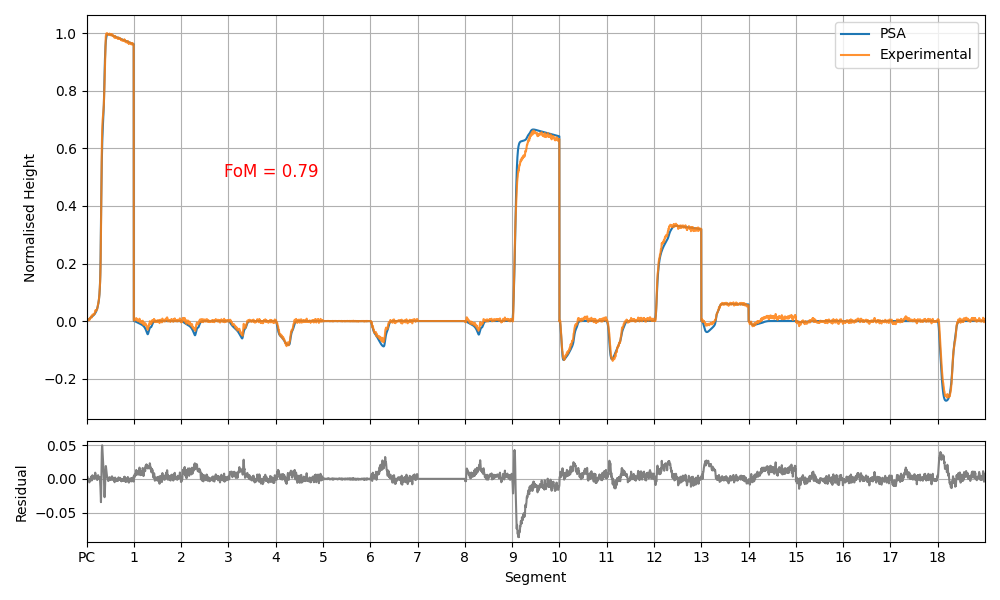 PSA
Experimental
FoM = 0.79
Normalised Height
1.0
0.8
0.6
0.4
0.2
0.0
−0.2
Residual
0.05
0.00
−0.05
PC 1 2 3 4 5 6 7 8 9 10 11 12 13 14 15 16 17 18
Segment